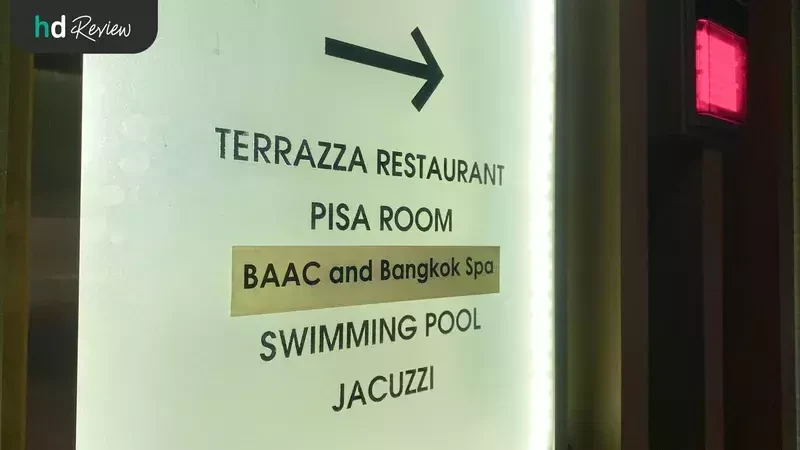 hd Review
TERRAZZA RESTAURANT
PISA ROOM
BAAC and Bangkok Spa
SWIMMING POOL
JACUZZI